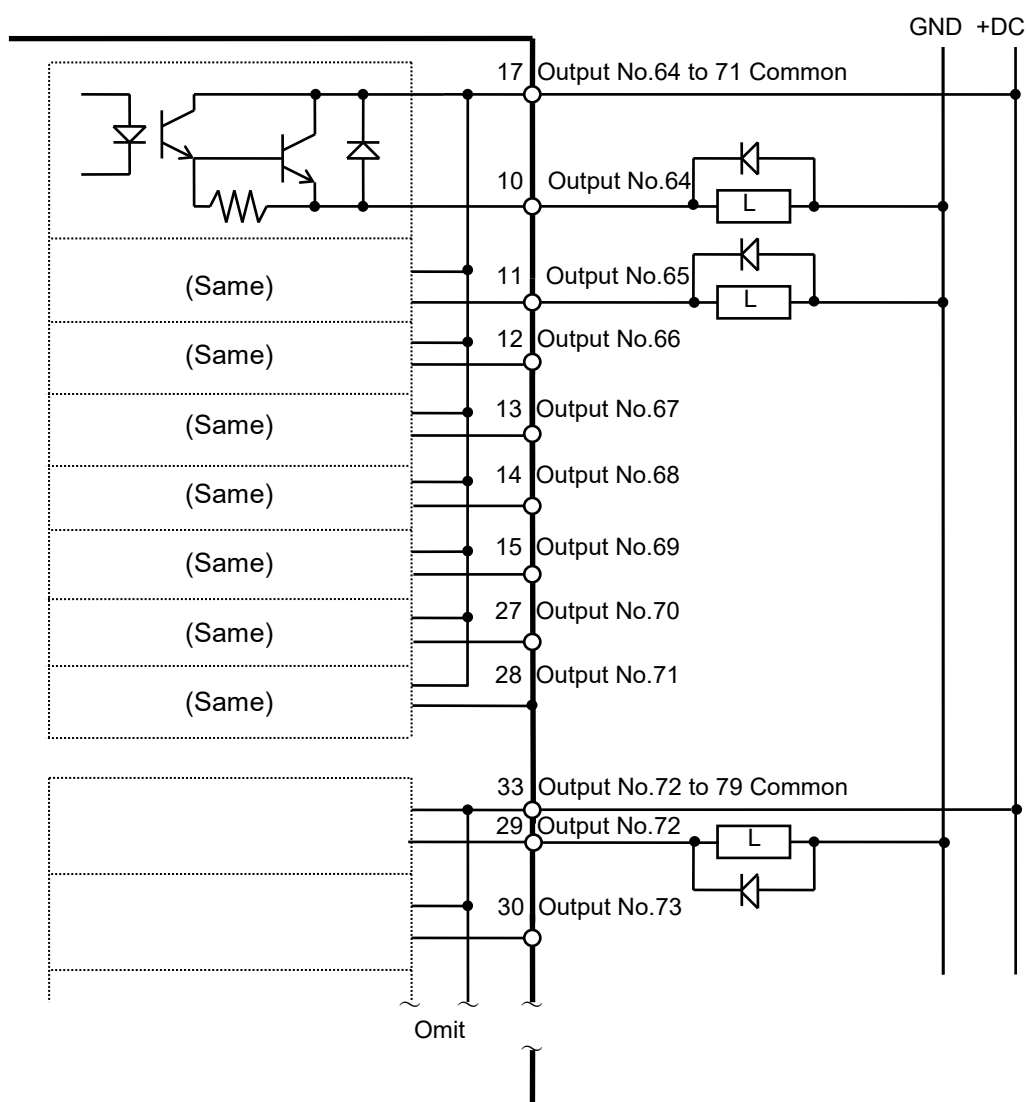 GND +DC
17 Output No.64 to 71 Common
10 Output No.64
L
(Same)
11 Output No.65
L
(Same)
12 Output No.66
(Same)
13 Output No.67
(Same)
14 Output No.68
(Same)
15 Output No.69
(Same)
27 Output No.70
(Same)
28 Output No.71
33 Output No.72 to 79 Common
29 Output No.72
L
30 Output No.73
Omit